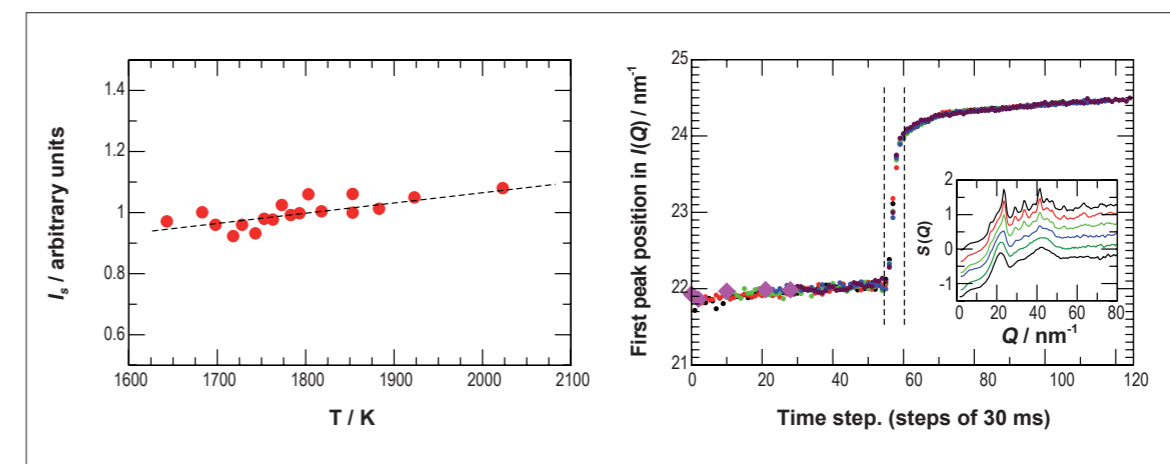 1.4
1.2
1
0.8
0.6
1600 1700 1800 1900 2000 2100
I_s / arbitrary units
T / K
25
24
23
22
21
0 20 40 60 80 100 120
First peak position in I(Q) / nm⁻¹
Time step. (steps of 30 ms)
2
1
0
-1
0 20 40 60 80
S(Q)
Q / nm⁻¹